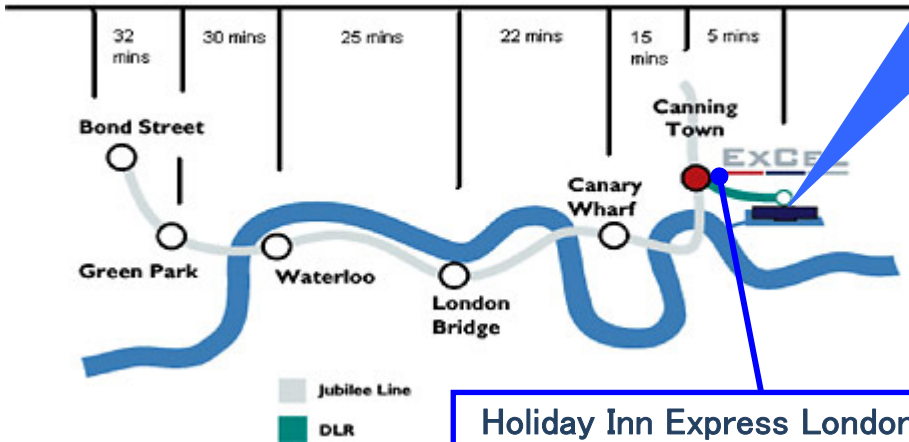 32
mins
30 mins
25 mins
22 mins
15
mins
5 mins
Bond Street
Canning
Town
EXCEL
Canary
Wharf
Green Park
Waterloo
London
Bridge
Jubilee Line
DLR
Holiday Inn Express London